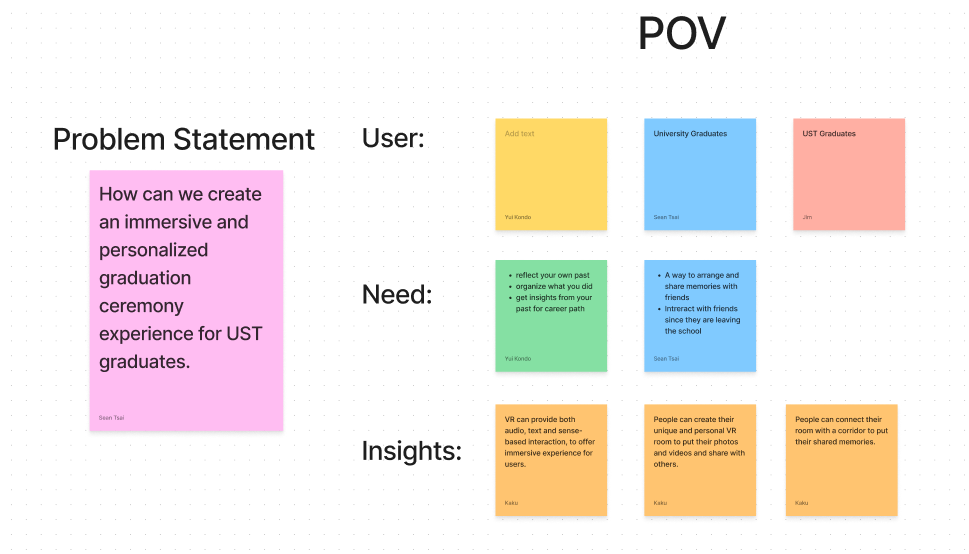 POV
Problem Statement
How can we create
an immersive and
personalized
graduation
ceremony
experience for UST
graduates.
Sean Tsai
User:
Add text
Yui Kondo
University Graduates
Sean Tsai
UST Graduates
Jim
Need:
• reflect your own past
• organize what you did
• get insights from your
past for career path
Yui Kondo
• A way to arrange and
share memories with
friends
• Intreract with friends
since they are leaving
the school
Sean Tsai
Insights:
VR can provide both
audio, text and sense-
based interaction, to offer
immersive experience for
users.
Kaku
People can create their
unique and personal VR
room to put their photos
and videos and share with
others.
Kaku
People can connect their
room with a corridor to put
their shared memories.
Kaku